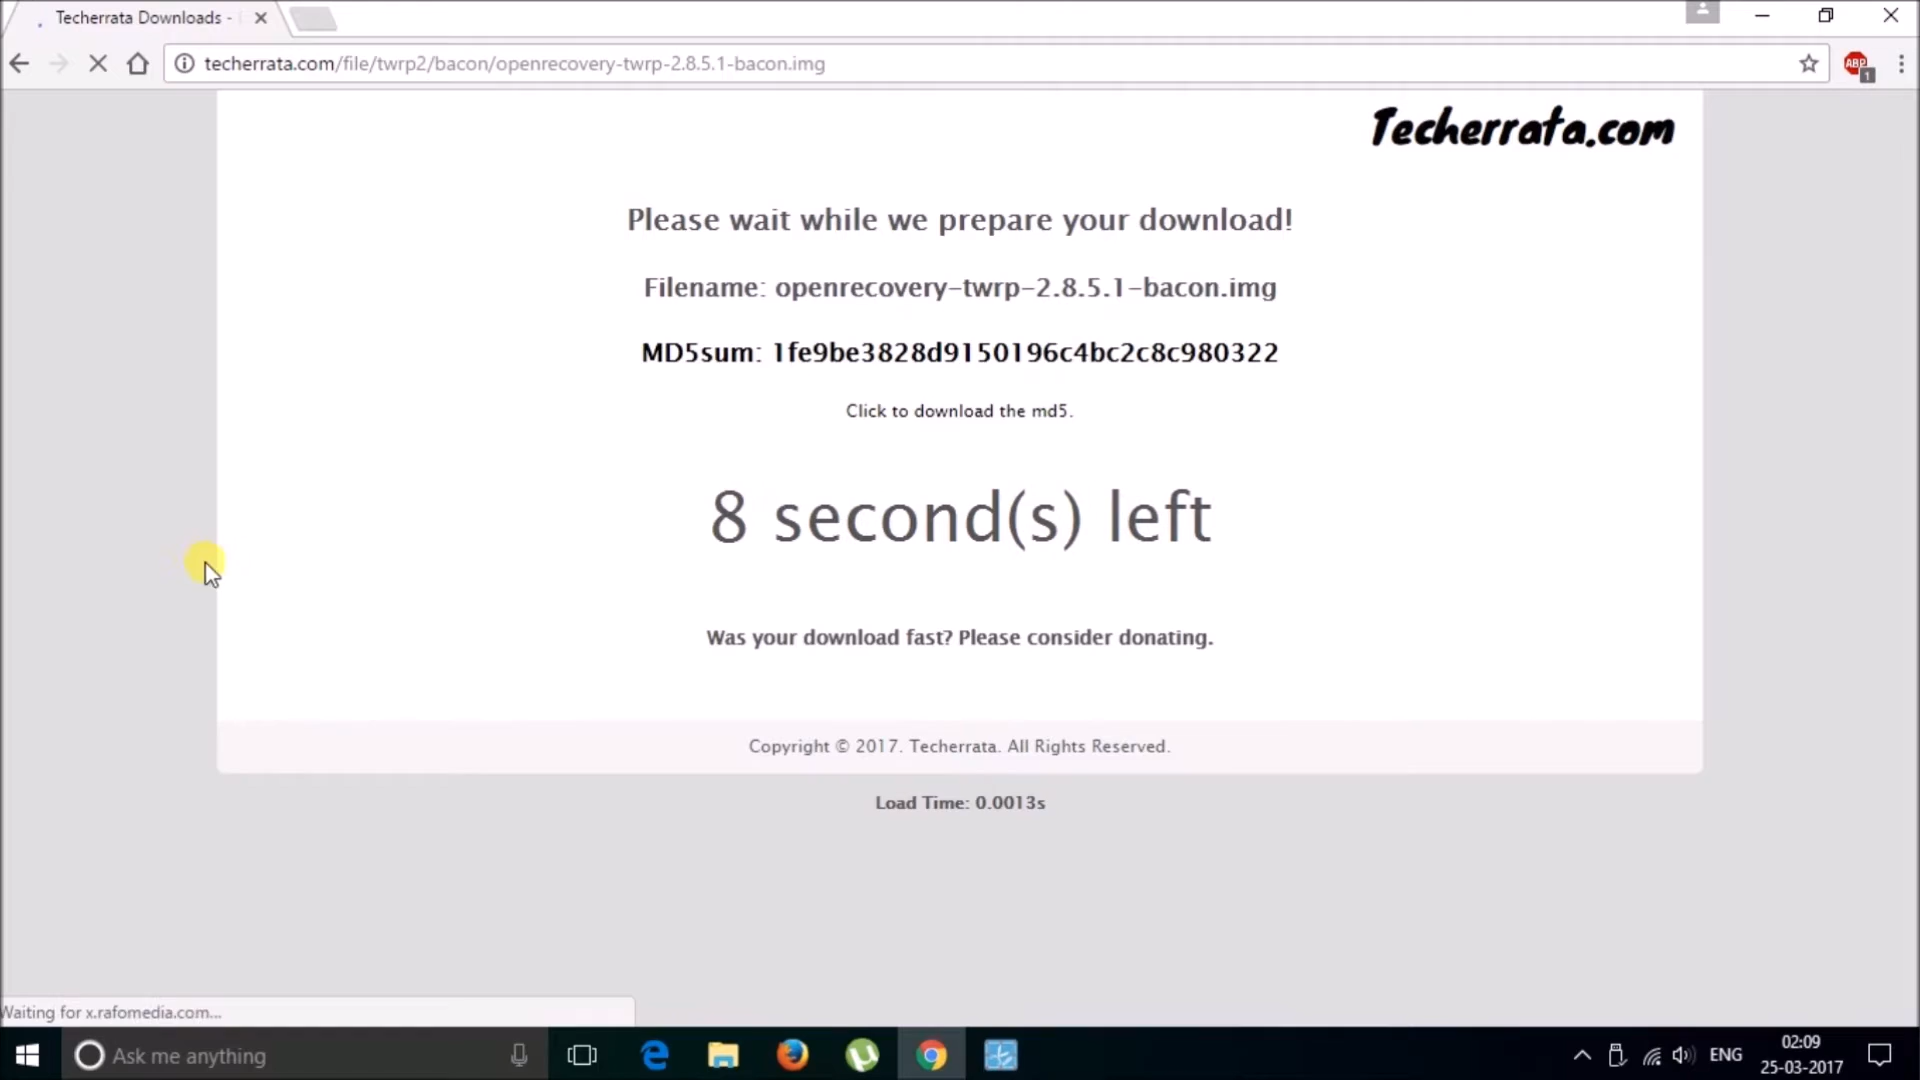 Techerrata Downloads -
techerrata.com/file/twrp2/bacon/openrecovery-twrp-2.8.5.1-bacon.img
ABP
1
Techerrata.com
Please wait while we prepare your download!
Filename: openrecovery-twrp-2.8.5.1-bacon.img
MD5sum: 1fe9be3828d9150196c4bc2c8c980322
Click to download the md5.
8 second(s) left
Was your download fast? Please consider donating.
Copyright © 2017. Techerrata. All Rights Reserved.
Load Time: 0.0013s
Waiting for x.rafomedia.com...
Ask me anything
ENG
02:09
25-03-2017